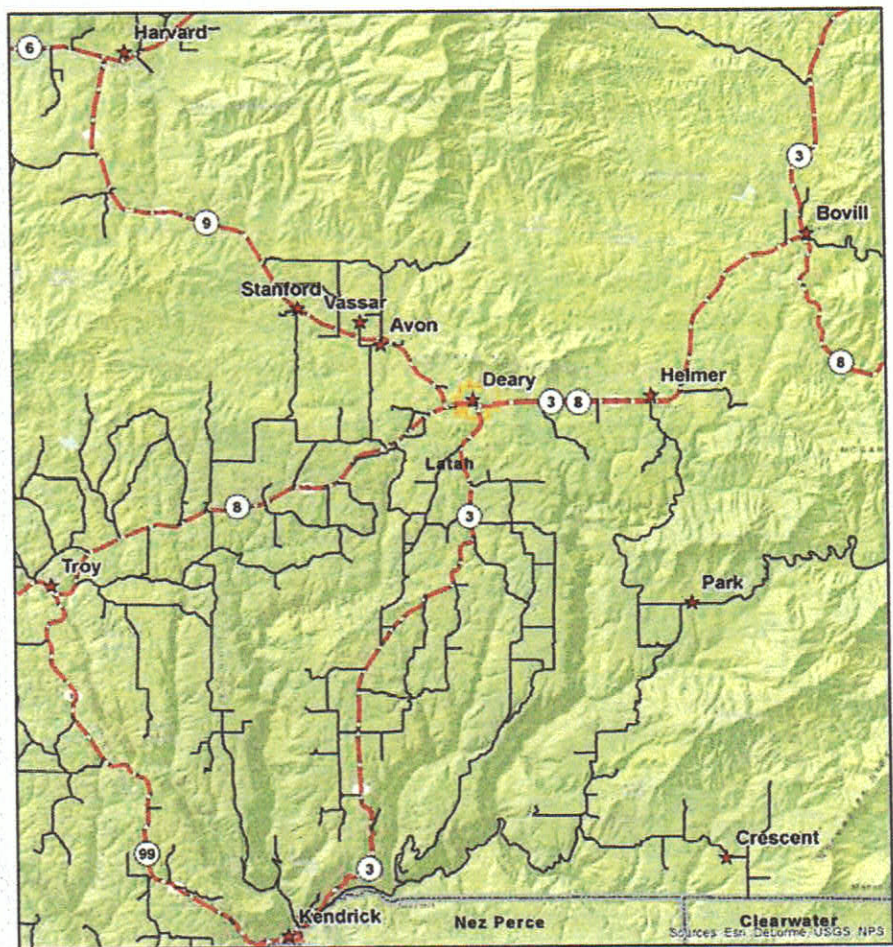 Harvard
6
3
Bovill
9
Stanford
Vassar
Avon
8
Deary
3 8
Helmer
Latah
8
3
Troy
Park
Crescent
99
3
Kendrick
Nez Perce
Clearwater
Sources: Esri, DeLorme, USGS, NPS